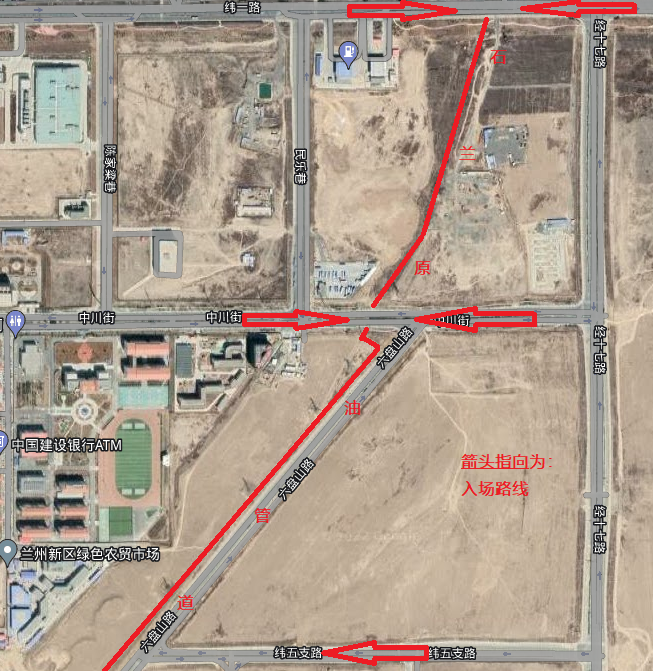 纬一路
经十七路
石
兰
陈家梁巷
民乐巷
原
中川街
中川街
中川街
六盘山路
经十七路
油
中国建设银行ATM
箭头指向为：
入场路线
六盘山路
管
经十七路
兰州新区绿色农贸市场
道
六盘山路
纬五支路
纬五支路